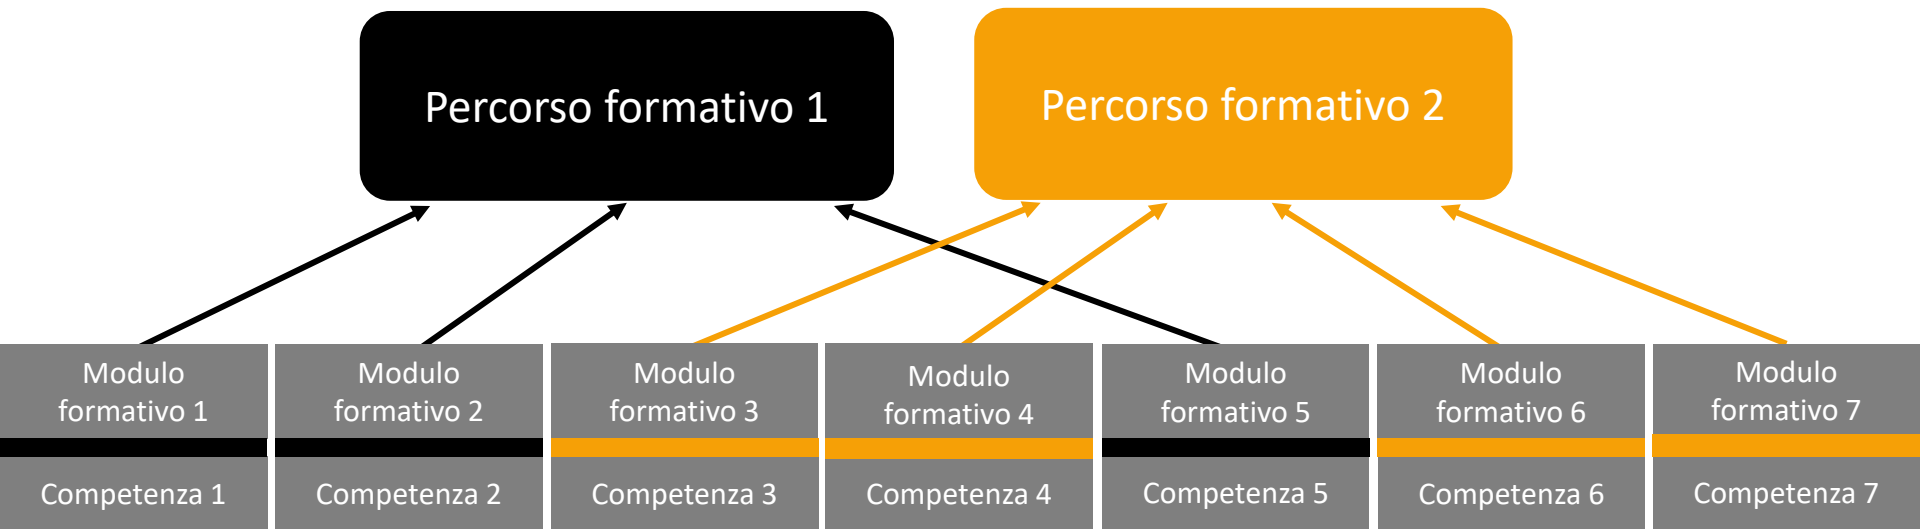 Percorso formativo 1
Percorso formativo 2
Modulo
formativo 1
Modulo
formativo 2
Modulo
formativo 3
Modulo
formativo 4
Modulo
formativo 5
Modulo
formativo 6
Modulo
formativo 7
Competenza 1
Competenza 2
Competenza 3
Competenza 4
Competenza 5
Competenza 6
Competenza 7